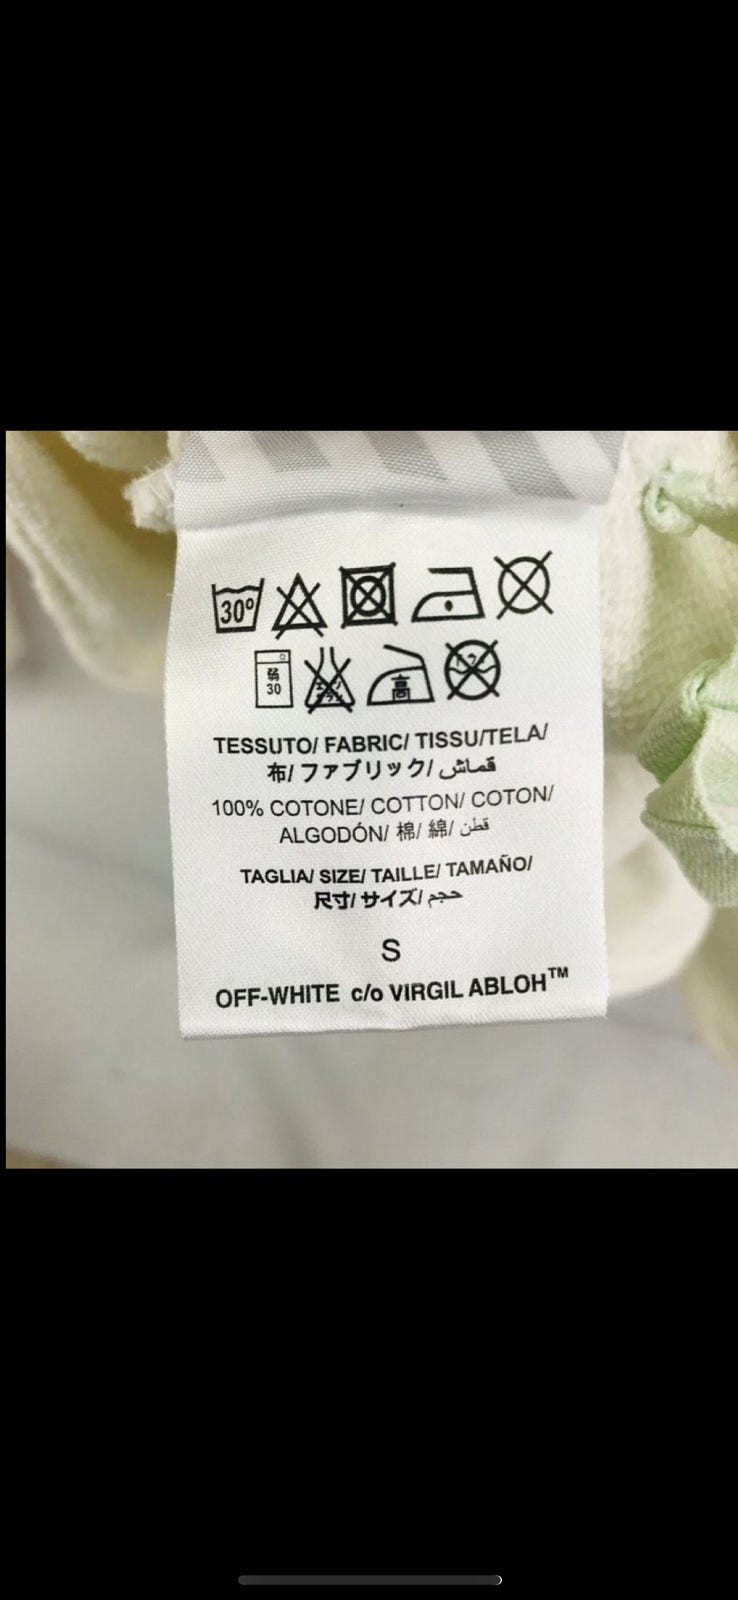 30º
弱
30
高
TESSUTO/ FABRIC/ TISSU/TELA/
布/ ファブリック/ قماش
100% COTONE/ COTTON/ COTON/
ALGODÓN/ 棉/ 綿/ قطن
TAGLIA/ SIZE/ TAILLE/ TAMAÑO/
尺寸/ サイズ/ حجم
S
OFF-WHITE c/o VIRGIL ABLOH™